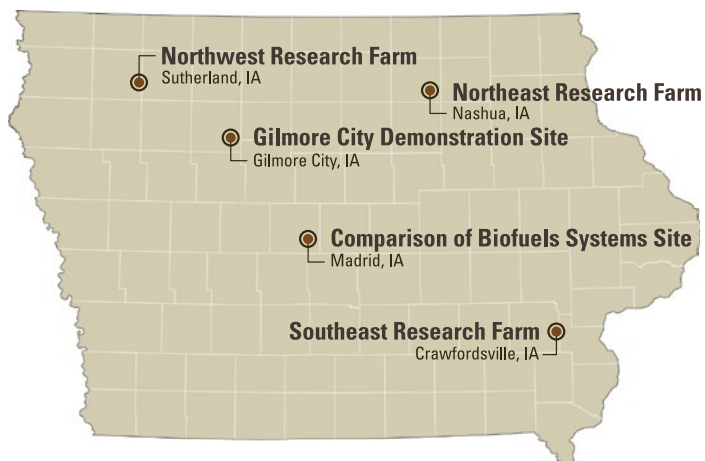 Northwest Research Farm
Sutherland, IA
Northeast Research Farm
Nashua, IA
Gilmore City Demonstration Site
Gilmore City, IA
Comparison of Biofuels Systems Site
Madrid, IA
Southeast Research Farm
Crawfordsville, IA